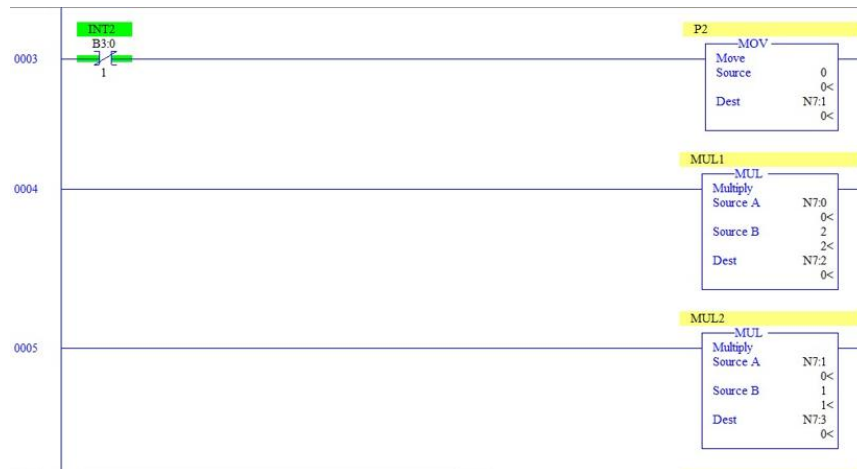 INT2
B3:0
0003
1
P2
MOV
Move
Source 0
0<
Dest N7:1
0<
MUL1
0004
MUL
Multiply
Source A N7:0
0<
Source B 2
2<
Dest N7:2
0<
MUL2
0005
MUL
Multiply
Source A N7:1
0<
Source B 1
1<
Dest N7:3
0<